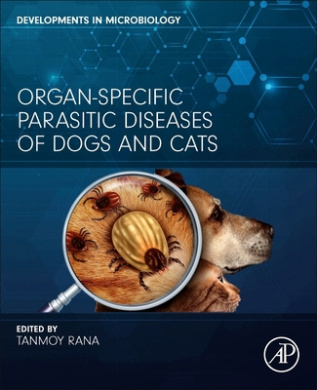 DEVELOPMENTS IN MICROBIOLOGY
ORGAN-SPECIFIC
PARASITIC DISEASES
OF DOGS AND CATS
EDITED BY
TANMOY RANA
AP